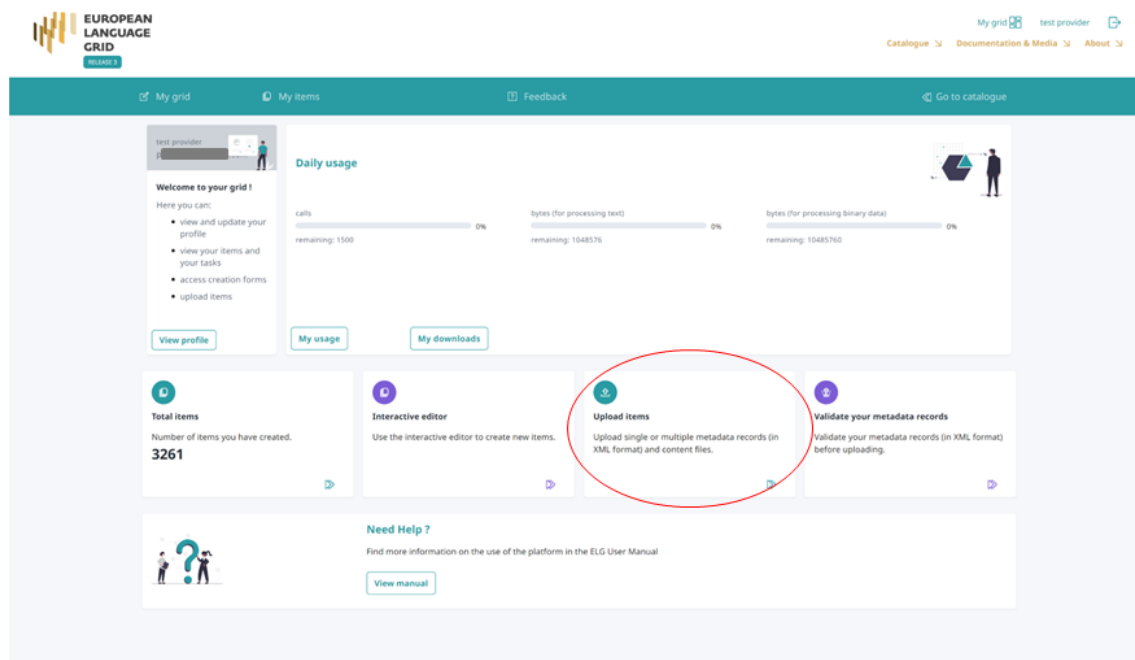 EUROPEAN
LANGUAGE
GRID
RELEASE 3
My grid
test provider
Catalogue
Documentation & Media
About
My grid
My items
Feedback
Go to catalogue
test provider
Welcome to your grid !
Here you can:
view and update your
profile
view your items and
your tasks
access creation forms
upload items
View profile
Daily usage
calls
0%
remaining: 1500
bytes (for processing text)
0%
remaining: 1048576
bytes (for processing binary data)
0%
remaining: 10485760
My usage
My downloads
Total items
Number of items you have created.
3261
Interactive editor
Use the interactive editor to create new items.
Upload items
Upload single or multiple metadata records (in
XML format) and content files.
Validate your metadata records
Validate your metadata records (in XML format)
before uploading.
Need Help ?
Find more information on the use of the platform in the ELG User Manual
View manual